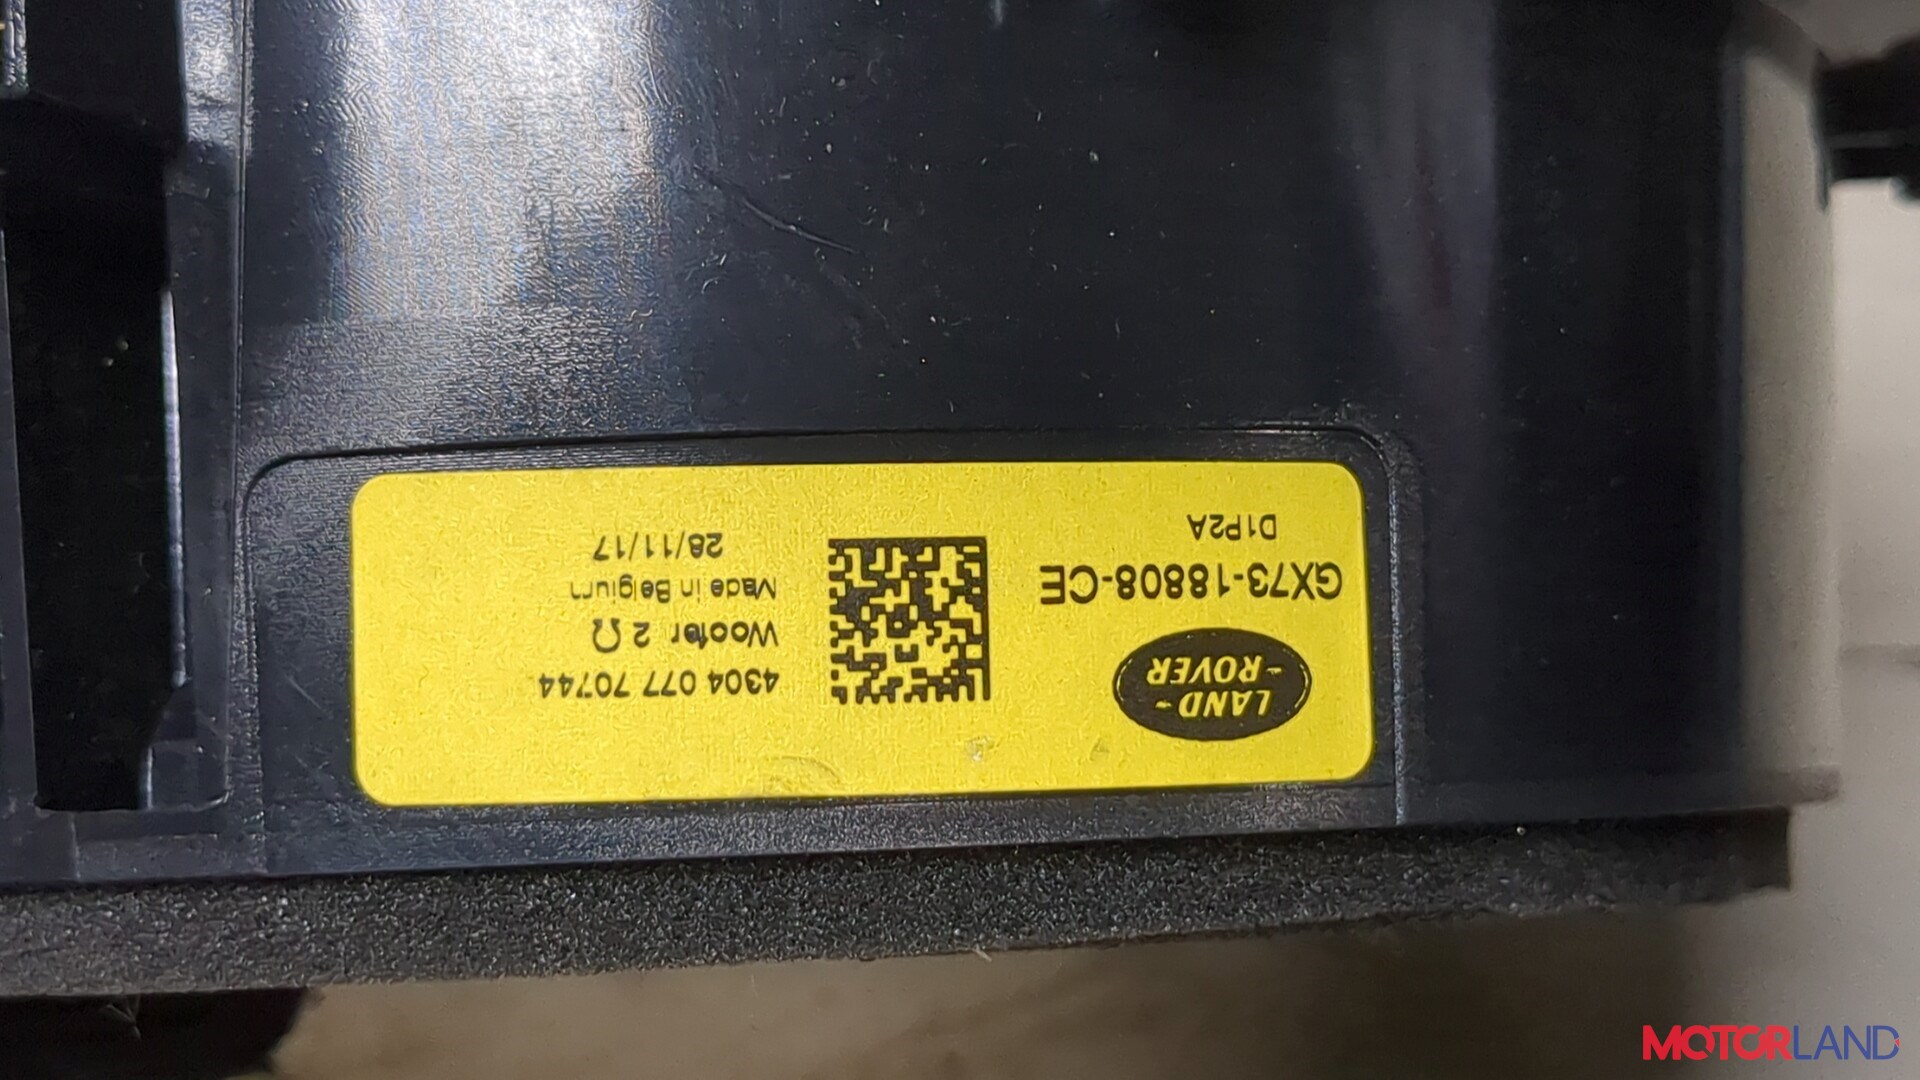 LAND-
-ROVER
GX73-18808-CE
D1P2A
4304 077 70744
Woofer 2 Ω
Made in Belgium
28/11/17
MOTORLAND